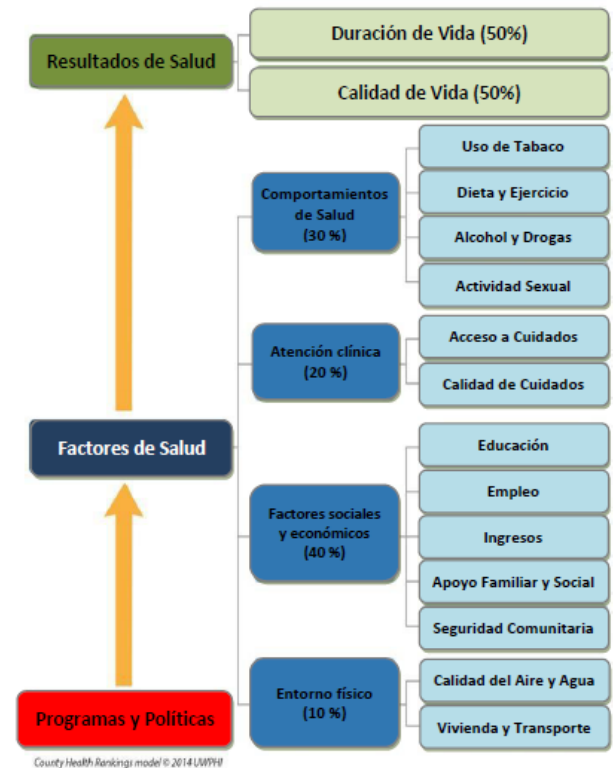 Resultados de Salud
Duración de Vida (50%)
Calidad de Vida (50%)
Factores de Salud
Comportamientos
de Salud
(30 %)
Uso de Tabaco
Dieta y Ejercicio
Alcohol y Drogas
Actividad Sexual
Atención clínica
(20 %)
Acceso a Cuidados
Calidad de Cuidados
Factores sociales
y económicos
(40 %)
Educación
Empleo
Ingresos
Apoyo Familiar y Social
Seguridad Comunitaria
Entorno físico
(10 %)
Calidad del Aire y Agua
Vivienda y Transporte
Programas y Políticas
County Health Rankings model © 2014 UWPHI